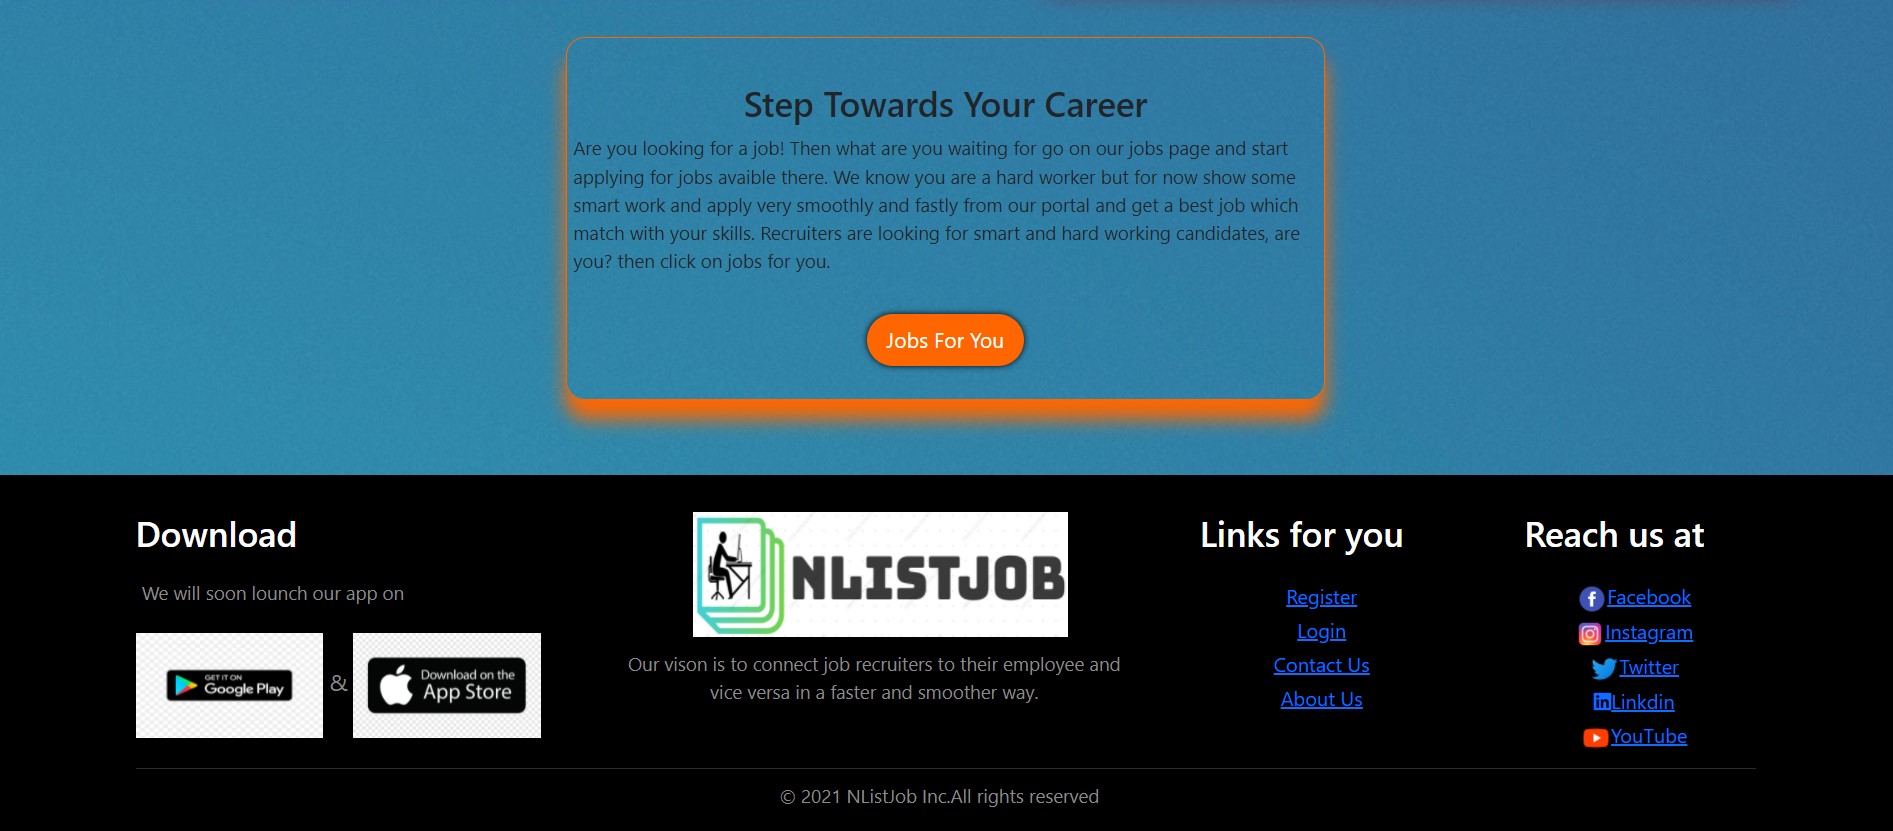 Step Towards Your Career
Are you looking for a job! Then what are you waiting for go on our jobs page and start
applying for jobs avaible there. We know you are a hard worker but for now show some
smart work and apply very smoothly and fastly from our portal and get a best job which
match with your skills. Recruiters are looking for smart and hard working candidates, are
you? then click on jobs for you.
Jobs For You
Download
We will soon lounch our app on
GET IT ON
Google Play
&
Download on the
App Store
NLISTJOB
Our vison is to connect job recruiters to their employee and
vice versa in a faster and smoother way.
Links for you
Register
Login
Contact Us
About Us
Reach us at
Facebook
Instagram
Twitter
Linkdin
YouTube
© 2021 NListJob Inc.All rights reserved